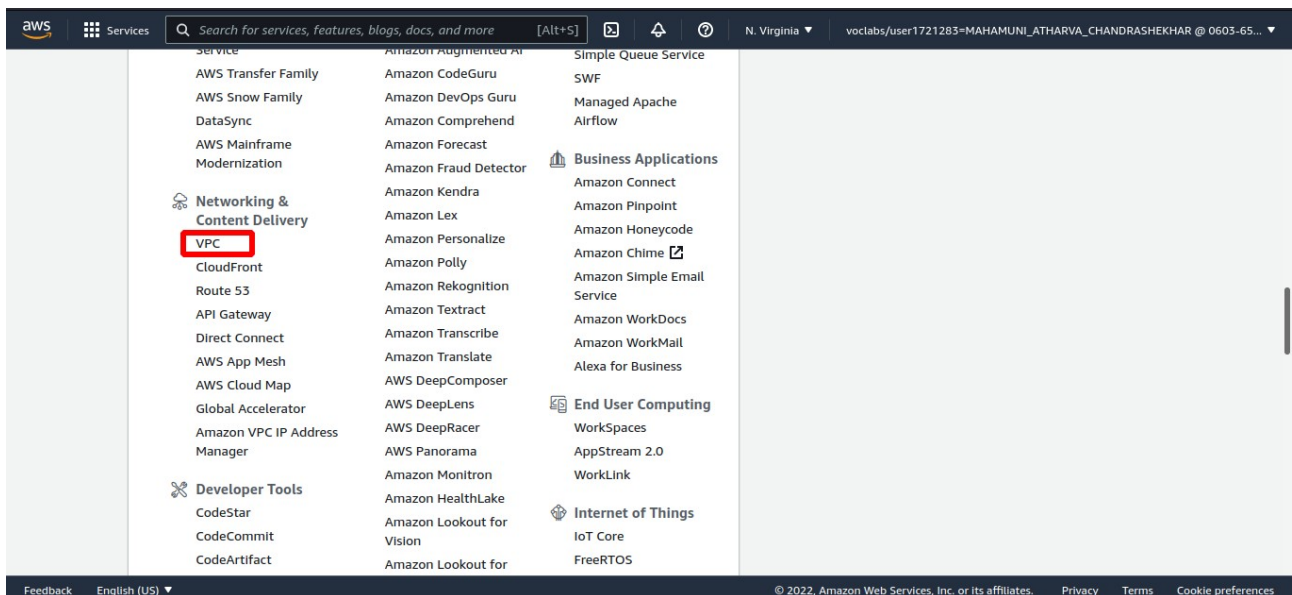 aws
Services
Search for services, features, blogs, docs, and more
[Alt+S]
N. Virginia ▼
voclabs/user1721283=MAHAMUNI_ATHARVA_CHANDRASHEKHAR @ 0603-65... ▼
Service
AWS Transfer Family
AWS Snow Family
DataSync
AWS Mainframe
Modernization
Networking &
Content Delivery
VPC
CloudFront
Route 53
API Gateway
Direct Connect
AWS App Mesh
AWS Cloud Map
Global Accelerator
Amazon VPC IP Address
Manager
Developer Tools
CodeStar
CodeCommit
CodeArtifact
Amazon Augmented AI
Amazon CodeGuru
Amazon DevOps Guru
Amazon Comprehend
Amazon Forecast
Amazon Fraud Detector
Amazon Kendra
Amazon Lex
Amazon Personalize
Amazon Polly
Amazon Rekognition
Amazon Textract
Amazon Transcribe
Amazon Translate
AWS DeepComposer
AWS DeepLens
AWS DeepRacer
AWS Panorama
Amazon Monitron
Amazon HealthLake
Amazon Lookout for
Vision
Amazon Lookout for
Simple Queue Service
SWF
Managed Apache
Airflow
Business Applications
Amazon Connect
Amazon Pinpoint
Amazon Honeycode
Amazon Chime
Amazon Simple Email
Service
Amazon WorkDocs
Amazon WorkMail
Alexa for Business
End User Computing
WorkSpaces
AppStream 2.0
WorkLink
Internet of Things
IoT Core
FreeRTOS
Feedback
English (US) ▼
© 2022, Amazon Web Services, Inc. or its affiliates.
Privacy
Terms
Cookie preferences